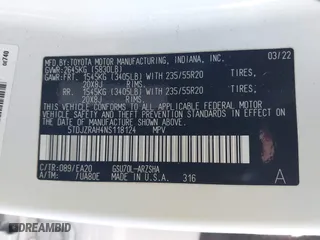 MFD. BY:
TOYOTA MOTOR MANUFACTURING, INDIANA, INC. 03/22
GVWR: 2645KG (5830LB)
GAWR: FRT. 1545KG (3405LB) WITH 235/55R20 TIRES,
20X8J RIMS,
RR. 1545KG (3405LB) WITH 235/55R20 TIRES,
20X8J RIMS,
THIS VEHICLE CONFORMS TO ALL APPLICABLE FEDERAL MOTOR
VEHICLE SAFETY AND THEFT PREVENTION STANDARDS IN
EFFECT ON THE DATE OF MANUFACTURE SHOWN ABOVE.
5TDJZRAH4NS118124 MPV
C/TR: 089/EA20 GSU70L-ARZSHA
A/TM: /UA80E MADE IN U.S.A. 316 A